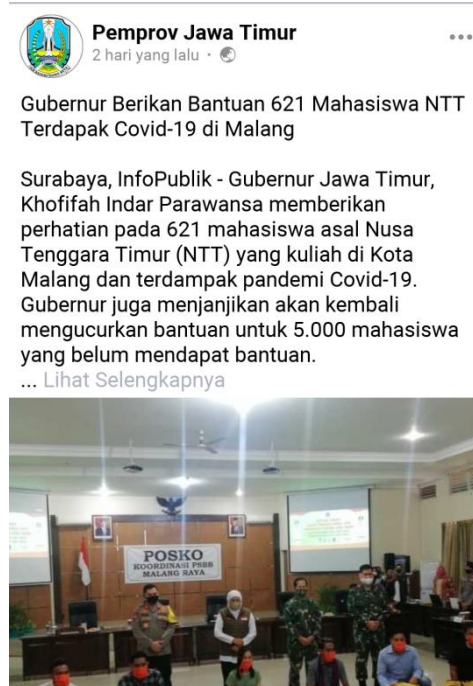 Pemprov Jawa Timur
2 hari yang lalu ·
Gubernur Berikan Bantuan 621 Mahasiswa NTT
Terdapak Covid-19 di Malang
Surabaya, InfoPublik - Gubernur Jawa Timur,
Khofifah Indar Parawansa memberikan
perhatian pada 621 mahasiswa asal Nusa
Tenggara Timur (NTT) yang kuliah di Kota
Malang dan terdampak pandemi Covid-19.
Gubernur juga menjanjikan akan kembali
mengucurkan bantuan untuk 5.000 mahasiswa
yang belum mendapat bantuan.
... Lihat Selengkapnya
POSKO
KOORDINASI PSBB
MALANG RAYA